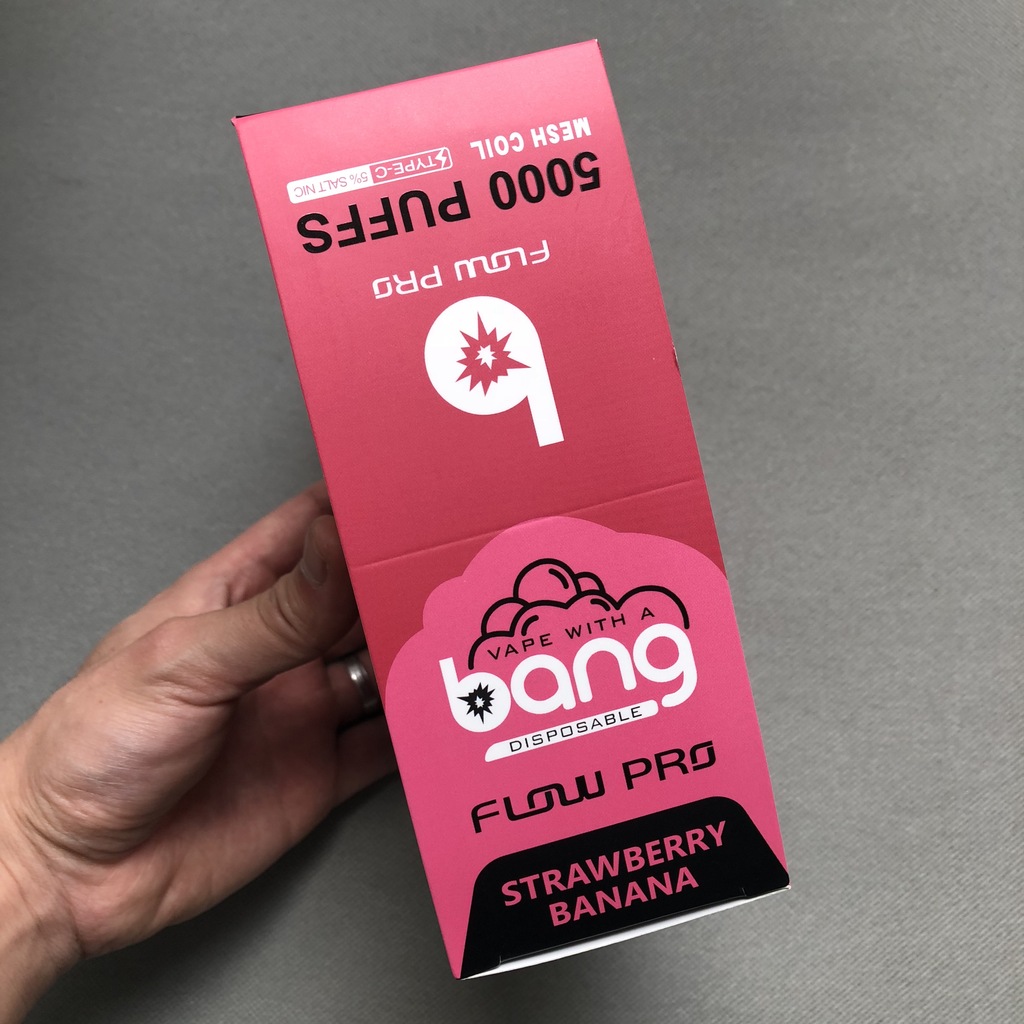 MESH COIL
5000 PUFFS
TYPE-C 5% SALT NIC
FLOW PRO
b
VAPE WITH A
bang
DISPOSABLE
FLOW PRO
STRAWBERRY
BANANA